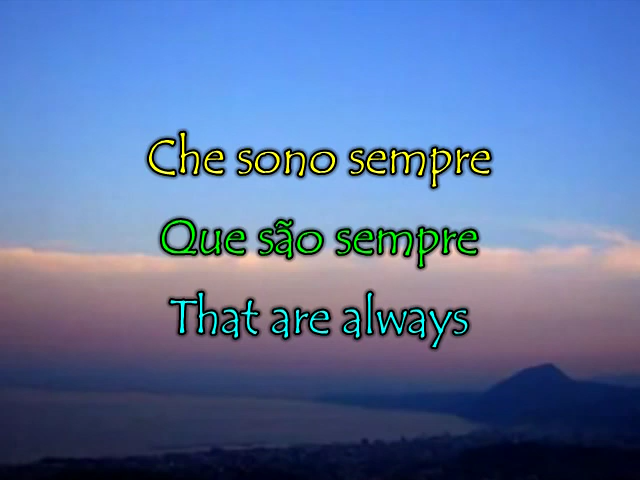 Che sono sempre
Que são sempre
That are always